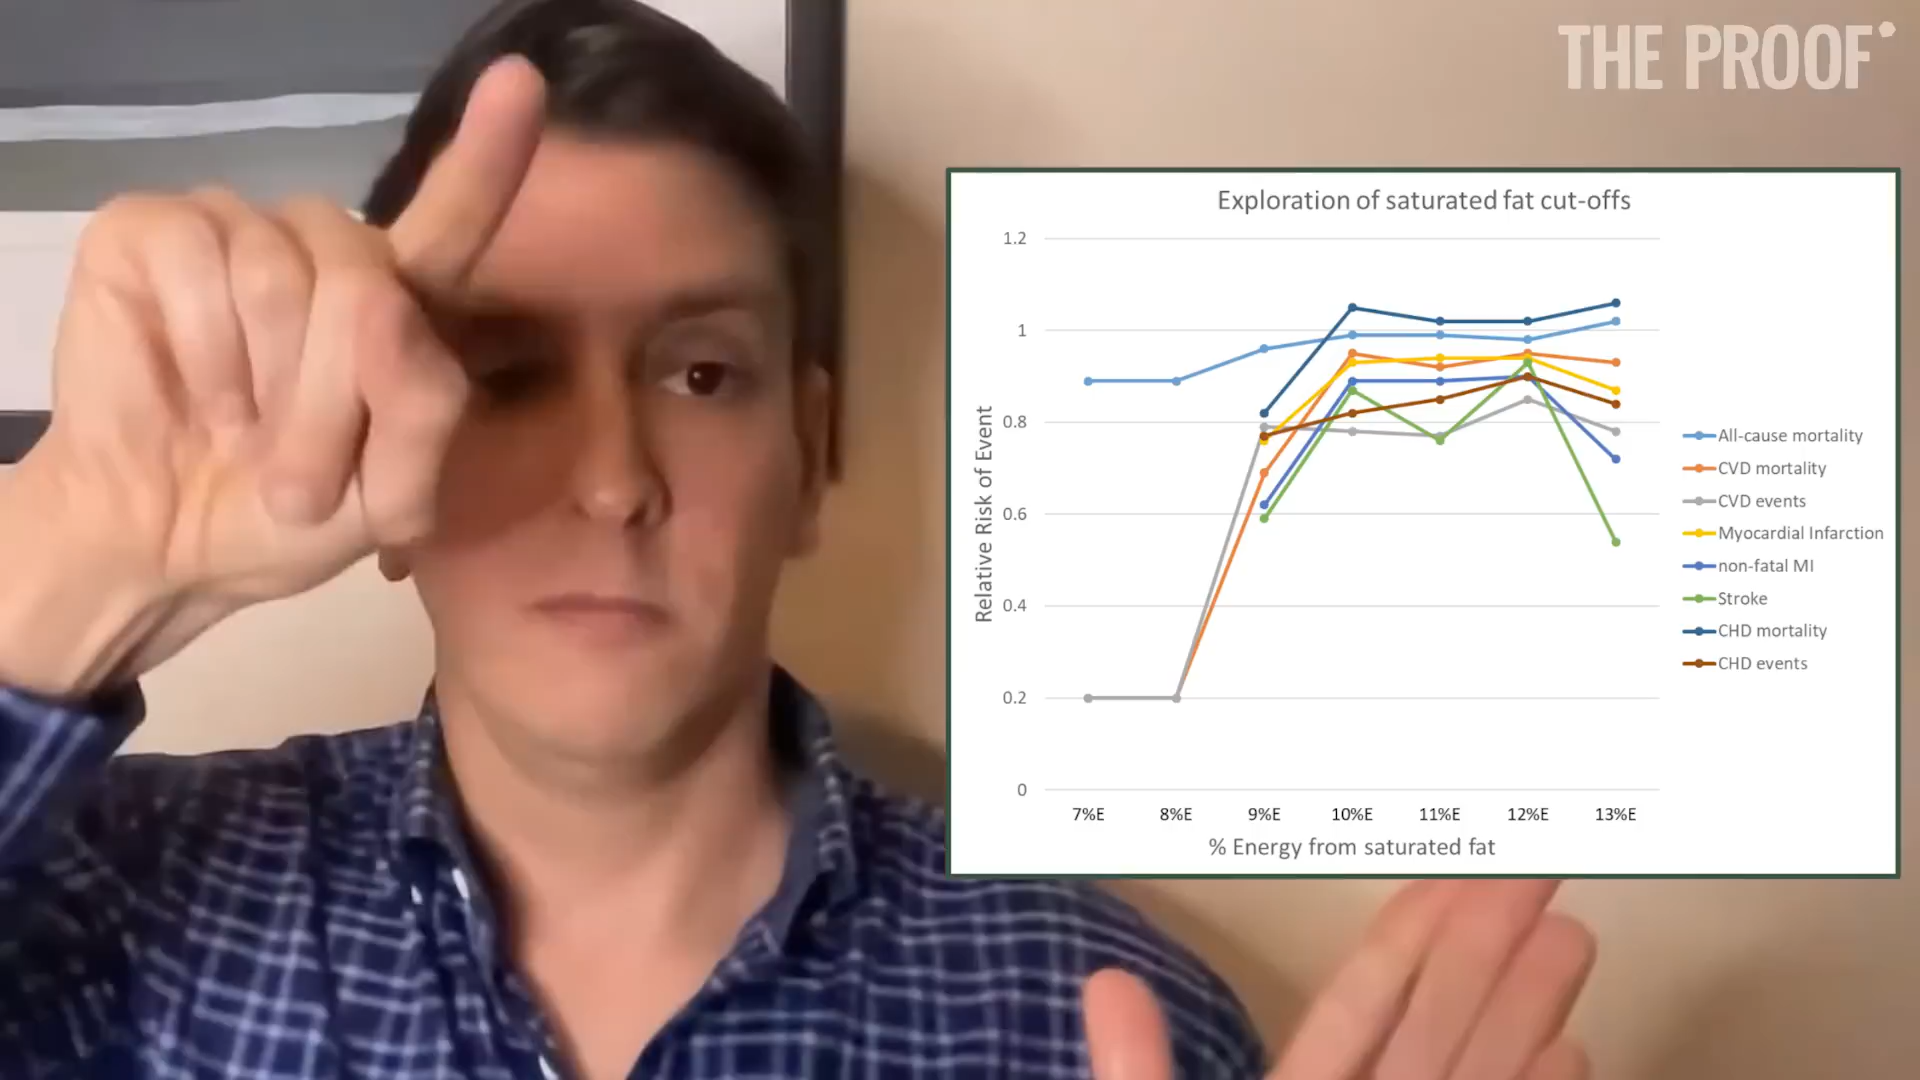 THE PROOF
Exploration of saturated fat cut-offs
1.2
1
0.8
0.6
0.4
0.2
0
Relative Risk of Event
7%E 8%E 9%E 10%E 11%E 12%E 13%E
% Energy from saturated fat
All-cause mortality
CVD mortality
CVD events
Myocardial Infarction
non-fatal MI
Stroke
CHD mortality
CHD events